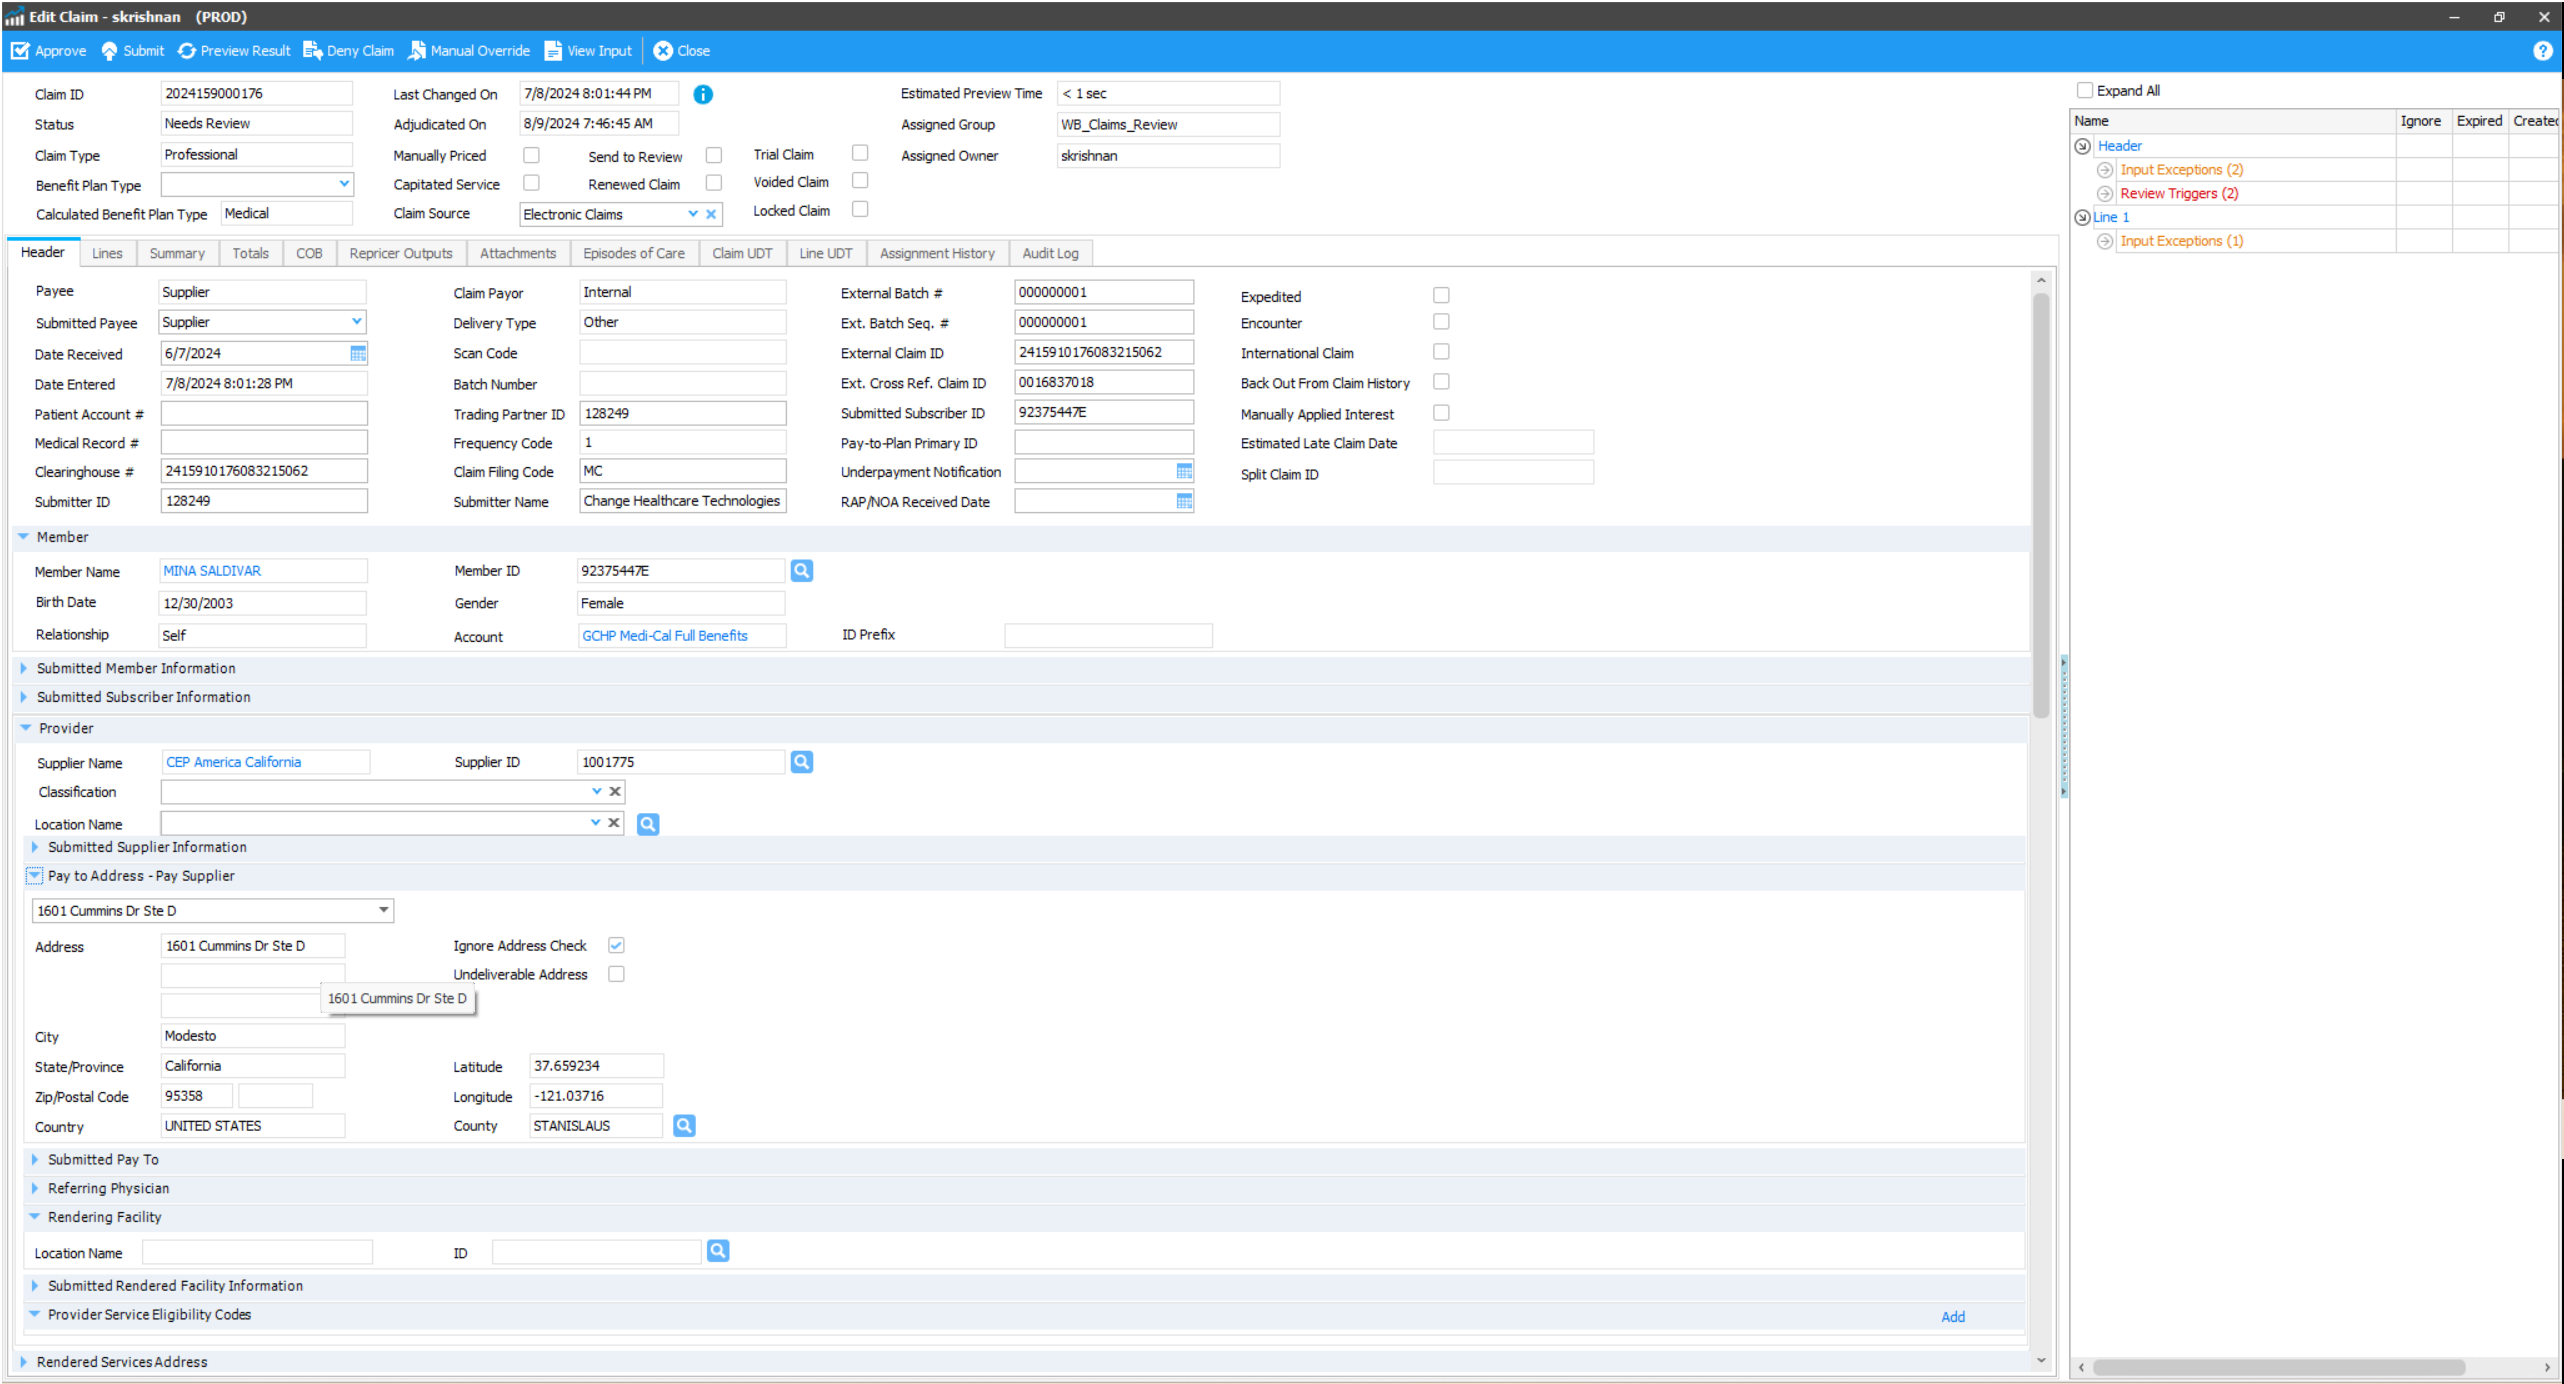 Edit Claim - skrishnan (PROD)
Approve Submit Preview Result Deny Claim Manual Override View Input Close
Claim ID 2024159000176 Last Changed On 7/8/2024 8:01:44 PM Estimated Preview Time < 1 sec
Status Needs Review Adjudicated On 8/9/2024 7:46:45 AM Assigned Group WB_Claims_Review
Claim Type Professional Manually Priced Send to Review Trial Claim Assigned Owner skrishnan
Benefit Plan Type Capitated Service Renewed Claim Voided Claim
Calculated Benefit Plan Type Medical Claim Source Electronic Claims Locked Claim
Header Lines Summary Totals COB Repricer Outputs Attachments Episodes of Care Claim UDT Line UDT Assignment History Audit Log
Payee Supplier Claim Payor Internal External Batch # 000000001 Expedited
Submitted Payee Supplier Delivery Type Other Ext. Batch Seq. # 000000001 Encounter
Date Received 6/7/2024 Scan Code External Claim ID 2415910176083215062 International Claim
Date Entered 7/8/2024 8:01:28 PM Batch Number Ext. Cross Ref. Claim ID 0016837018 Back Out From Claim History
Patient Account # Trading Partner ID 128249 Submitted Subscriber ID 92375447E Manually Applied Interest
Medical Record # Frequency Code 1 Pay-to-Plan Primary ID Estimated Late Claim Date
Clearinghouse # 2415910176083215062 Claim Filing Code MC Underpayment Notification Split Claim ID
Submitter ID 128249 Submitter Name Change Healthcare Technologies RAP/NOA Received Date
Member
Member Name MINA SALDIVAR Member ID 92375447E
Birth Date 12/30/2003 Gender Female
Relationship Self Account GCHP Medi-Cal Full Benefits ID Prefix
Submitted Member Information
Submitted Subscriber Information
Provider
Supplier Name CEP America California Supplier ID 1001775
Classification
Location Name
Submitted Supplier Information
Pay to Address - Pay Supplier
1601 Cummins Dr Ste D
Address 1601 Cummins Dr Ste D Ignore Address Check
Undeliverable Address
1601 Cummins Dr Ste D
City Modesto
State/Province California Latitude 37.659234
Zip/Postal Code 95358 Longitude -121.03716
Country UNITED STATES County STANISLAUS
Submitted Pay To
Referring Physician
Rendering Facility
Location Name ID
Submitted Rendered Facility Information
Provider Service Eligibility Codes Add
Rendered Services Address
Expand All
Name Ignore Expired Created
Header
Input Exceptions (2)
Review Triggers (2)
Line 1
Input Exceptions (1)